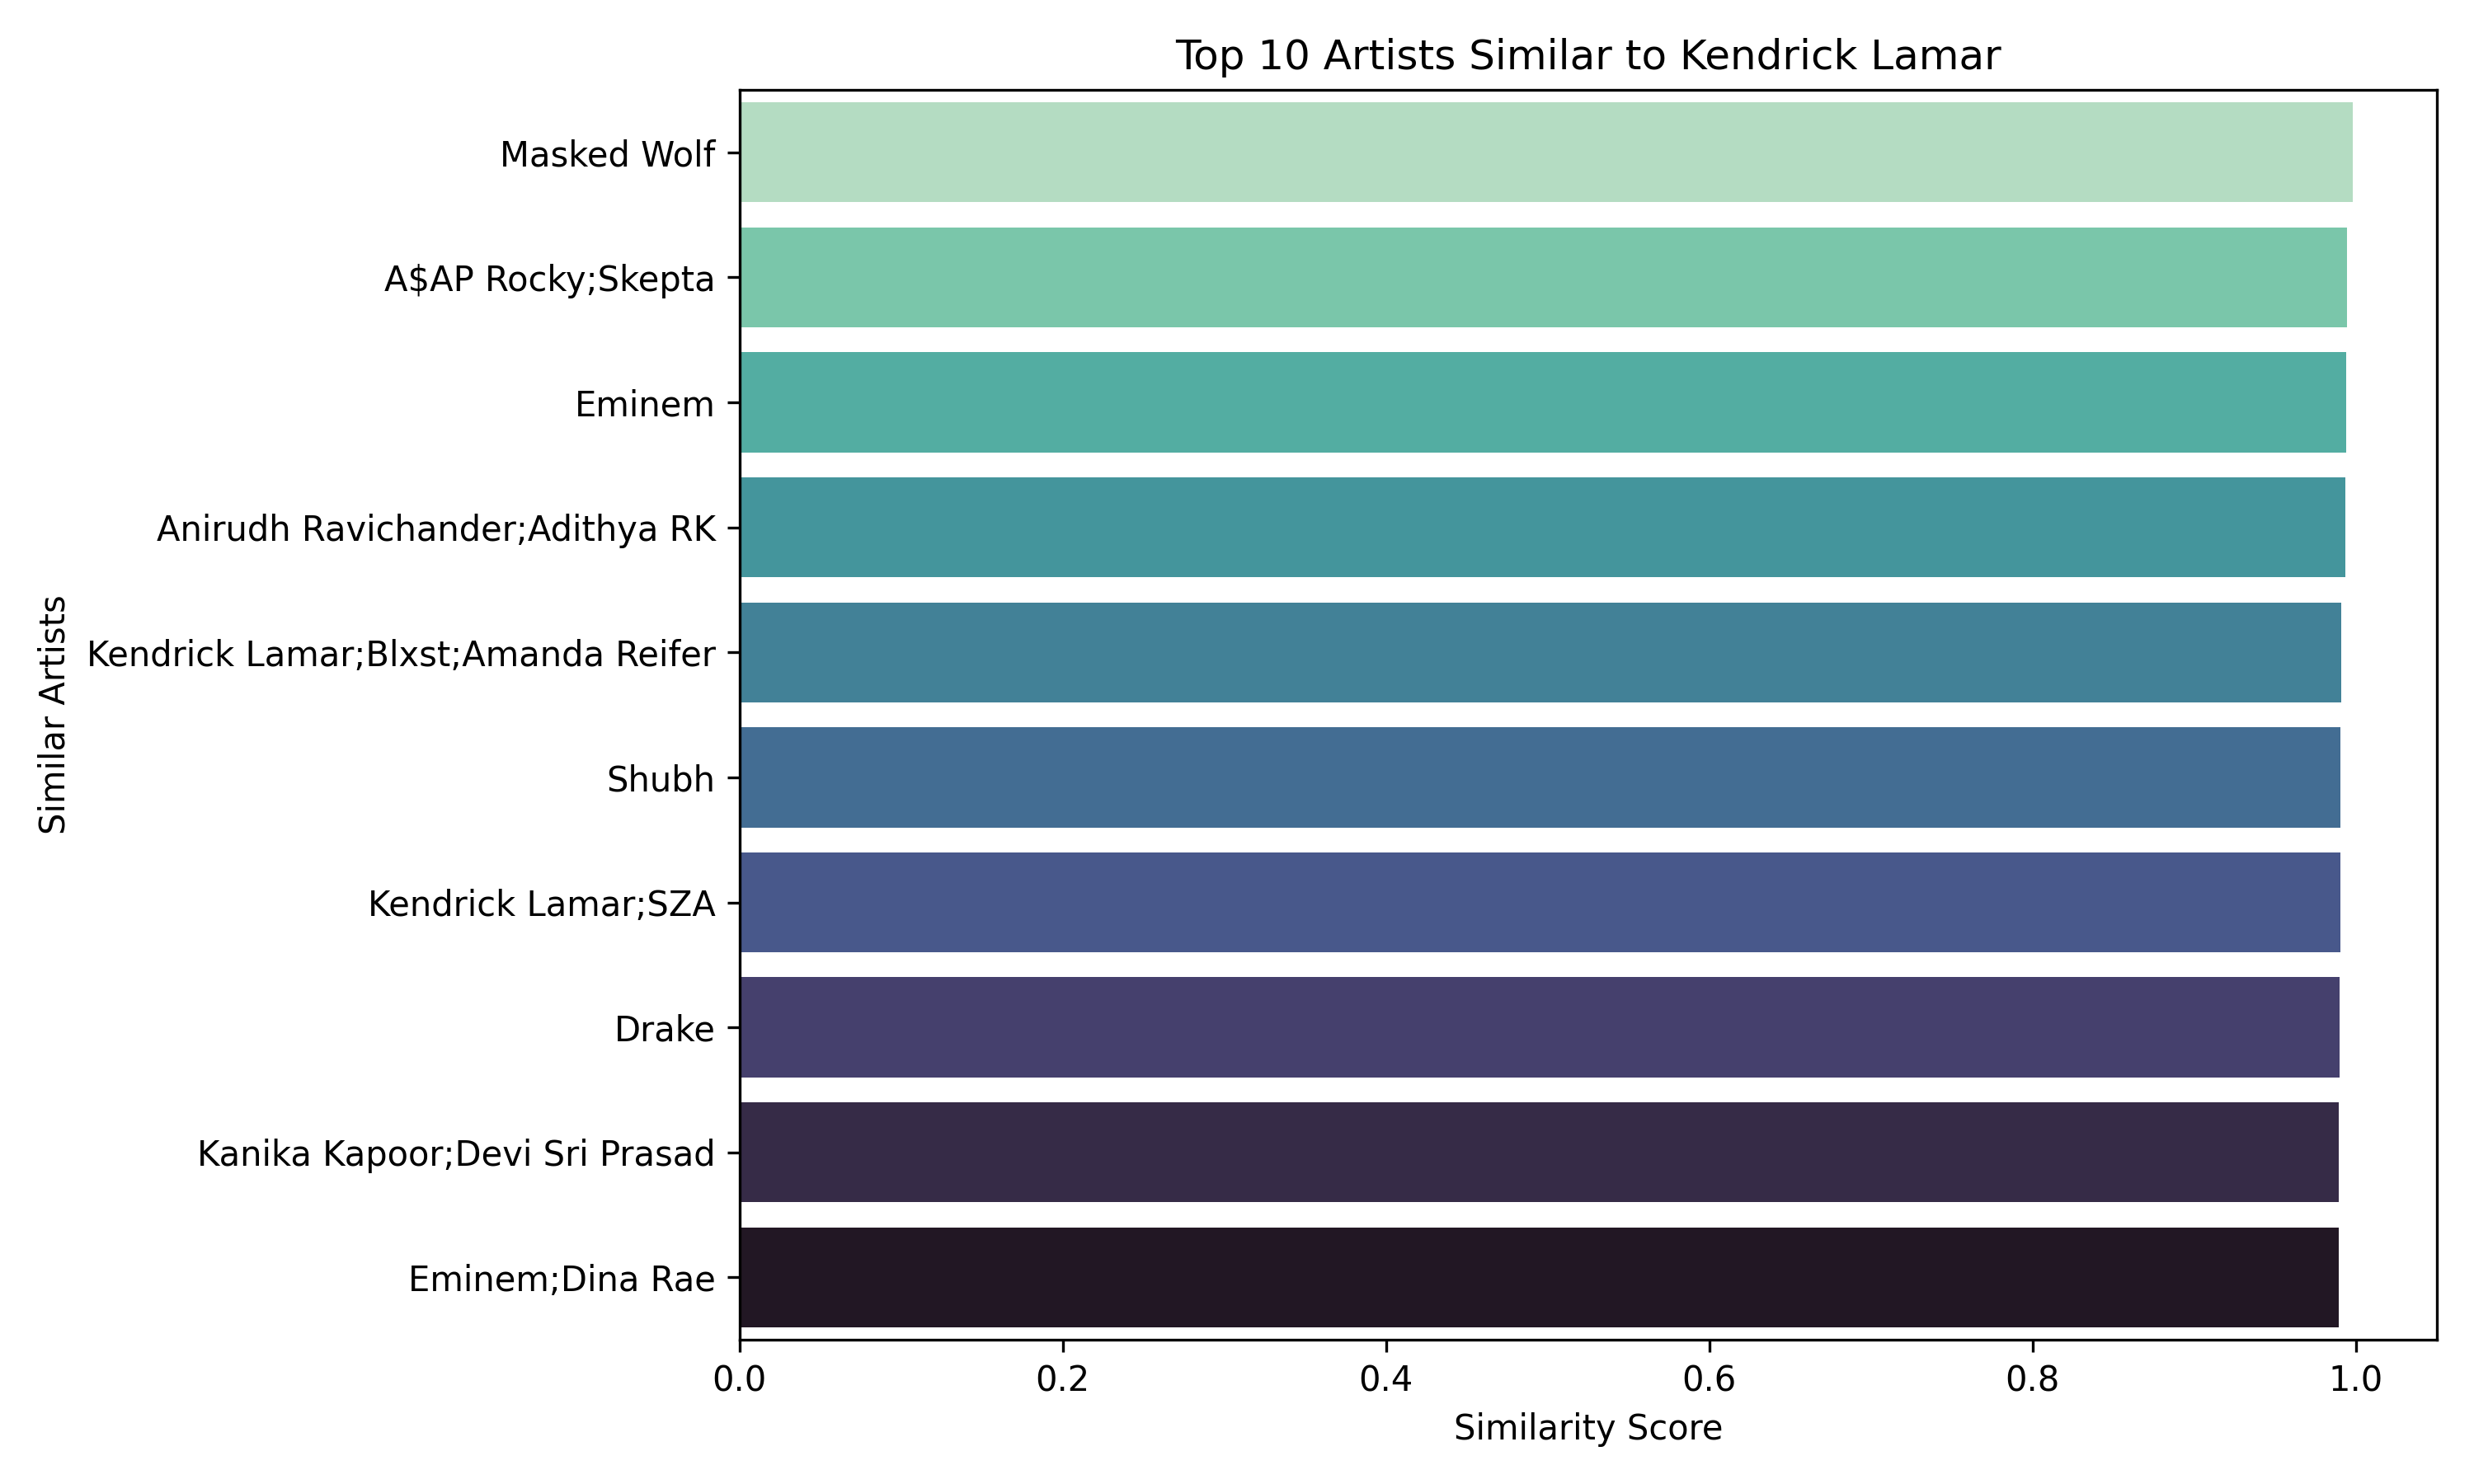 Top 10 Artists Similar to Kendrick Lamar
Similar Artists
Masked Wolf
A$AP Rocky;Skepta
Eminem
Anirudh Ravichander;Adithya RK
Kendrick Lamar;Blxst;Amanda Reifer
Shubh
Kendrick Lamar;SZA
Drake
Kanika Kapoor;Devi Sri Prasad
Eminem;Dina Rae
0.0 0.2 0.4 0.6 0.8 1.0
Similarity Score